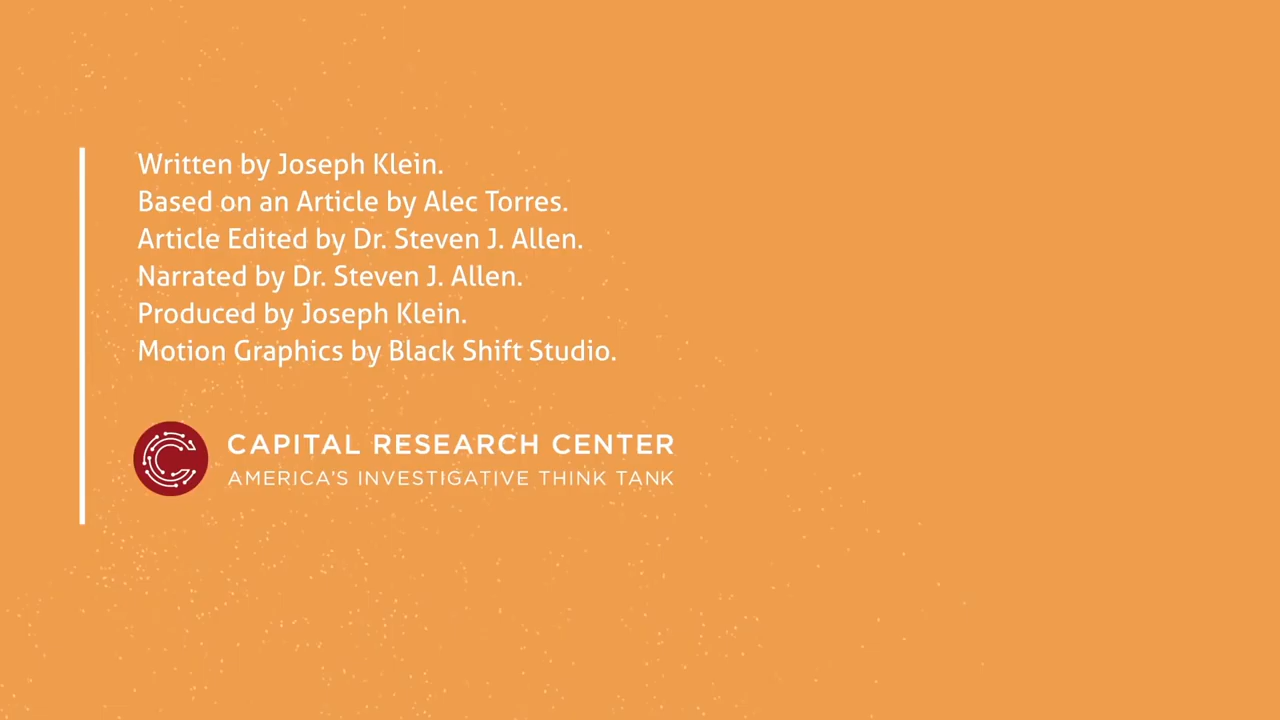 Written by Joseph Klein.
Based on an Article by Alec Torres.
Article Edited by Dr. Steven J. Allen.
Narrated by Dr. Steven J. Allen.
Produced by Joseph Klein.
Motion Graphics by Black Shift Studio.
CAPITAL RESEARCH CENTER
AMERICA'S INVESTIGATIVE THINK TANK